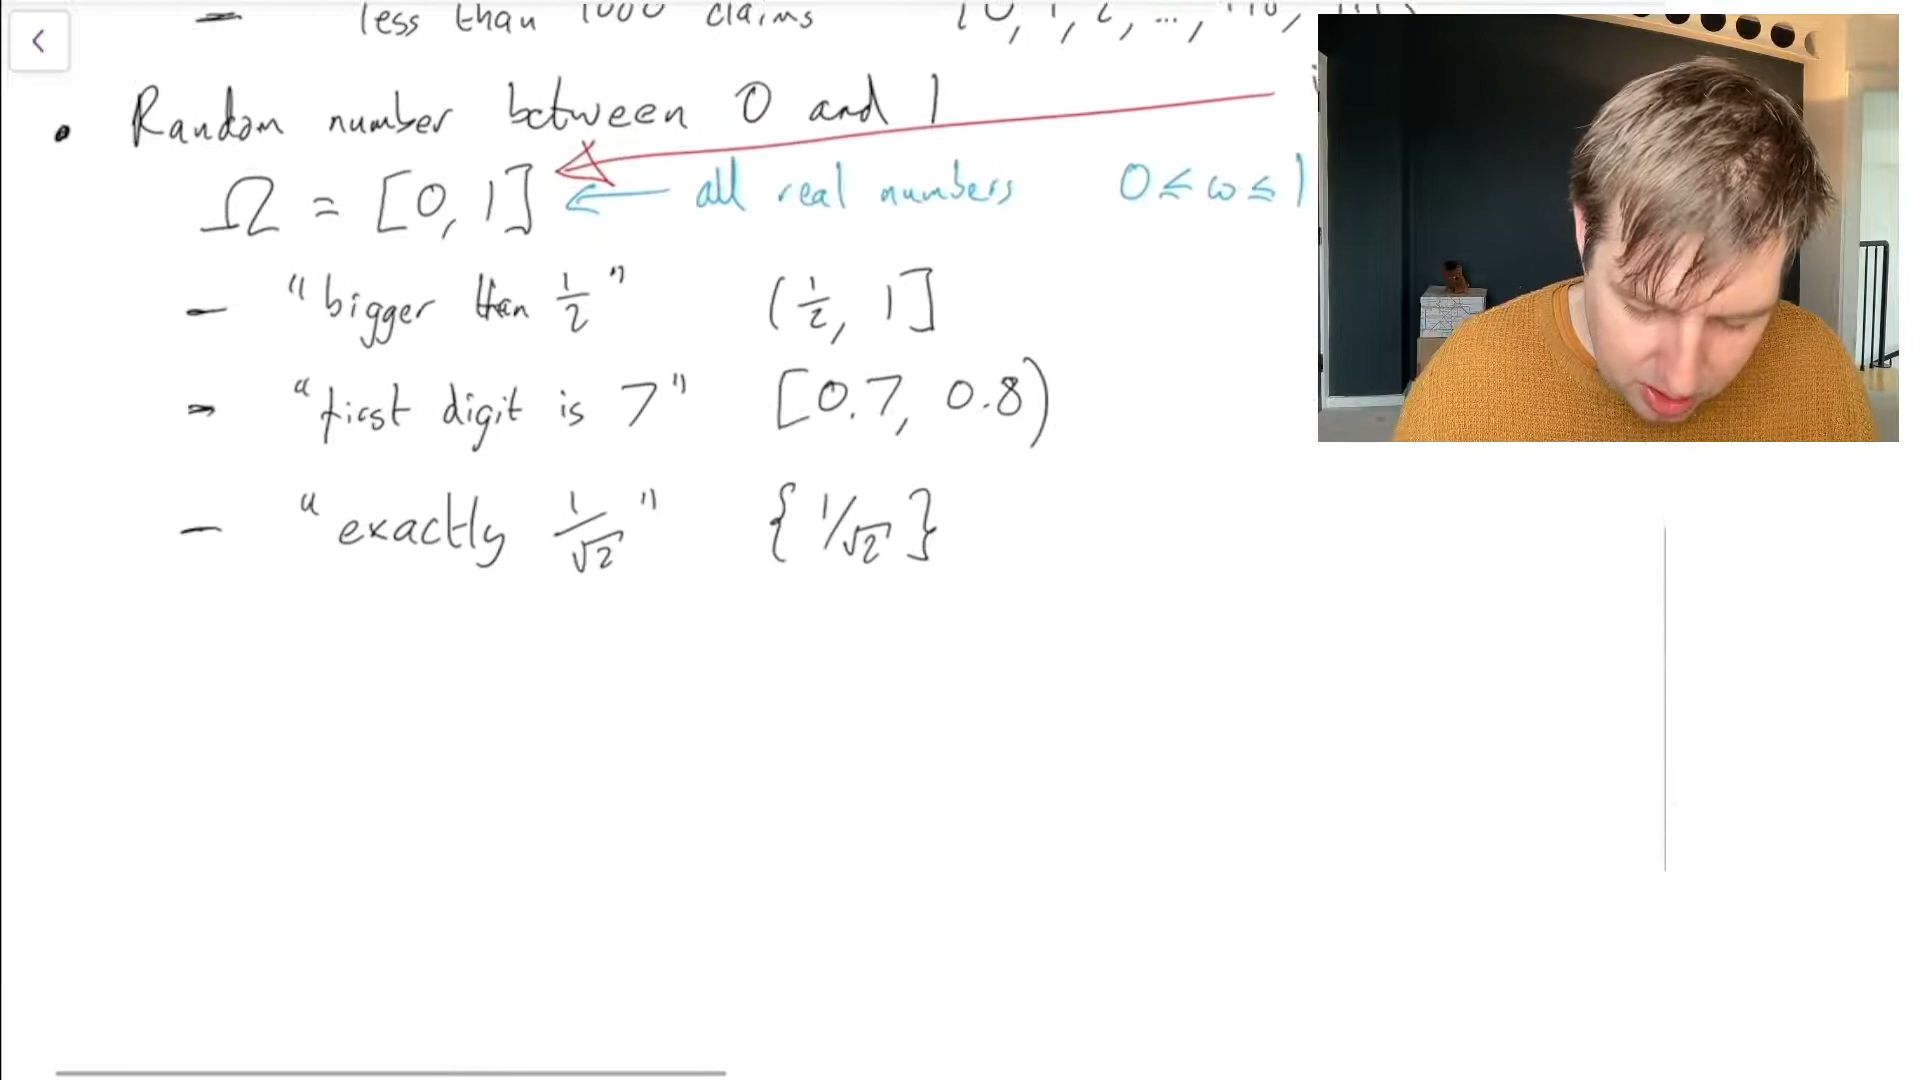 – less than 1000 claims
• Random number between 0 and 1
Ω = [0, 1] ← all real numbers 0 ≤ ω ≤ 1
– "bigger than 1/2" (1/2, 1]
– "first digit is 7" [0.7, 0.8)
– "exactly 1/√2" {1/√2}